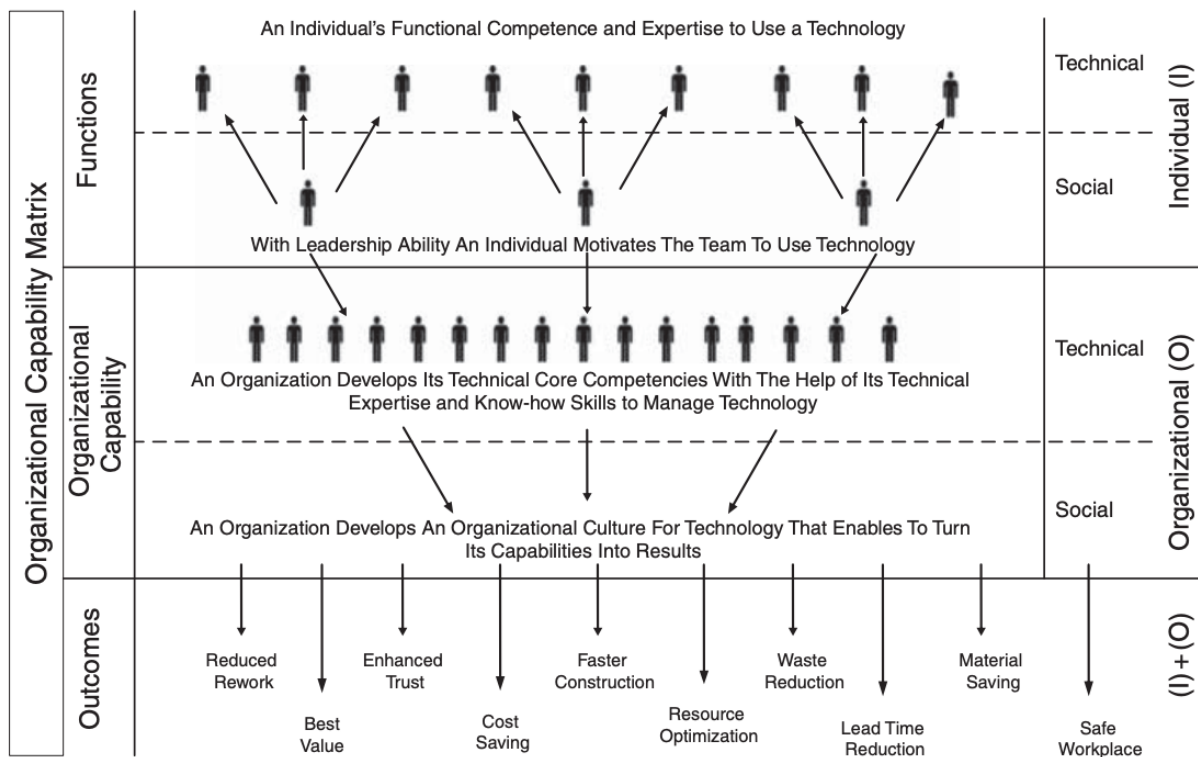 Organizational Capability Matrix
Functions
An Individual's Functional Competence and Expertise to Use a Technology
Technical
Individual (I)
Social
With Leadership Ability An Individual Motivates The Team To Use Technology
Organizational
Capability
Technical
Organizational (O)
An Organization Develops Its Technical Core Competencies With The Help of Its Technical
Expertise and Know-how Skills to Manage Technology
Social
An Organization Develops An Organizational Culture For Technology That Enables To Turn
Its Capabilities Into Results
Outcomes
(I) + (O)
Reduced
Rework
Best
Value
Enhanced
Trust
Cost
Saving
Faster
Construction
Resource
Optimization
Waste
Reduction
Lead Time
Reduction
Material
Saving
Safe
Workplace